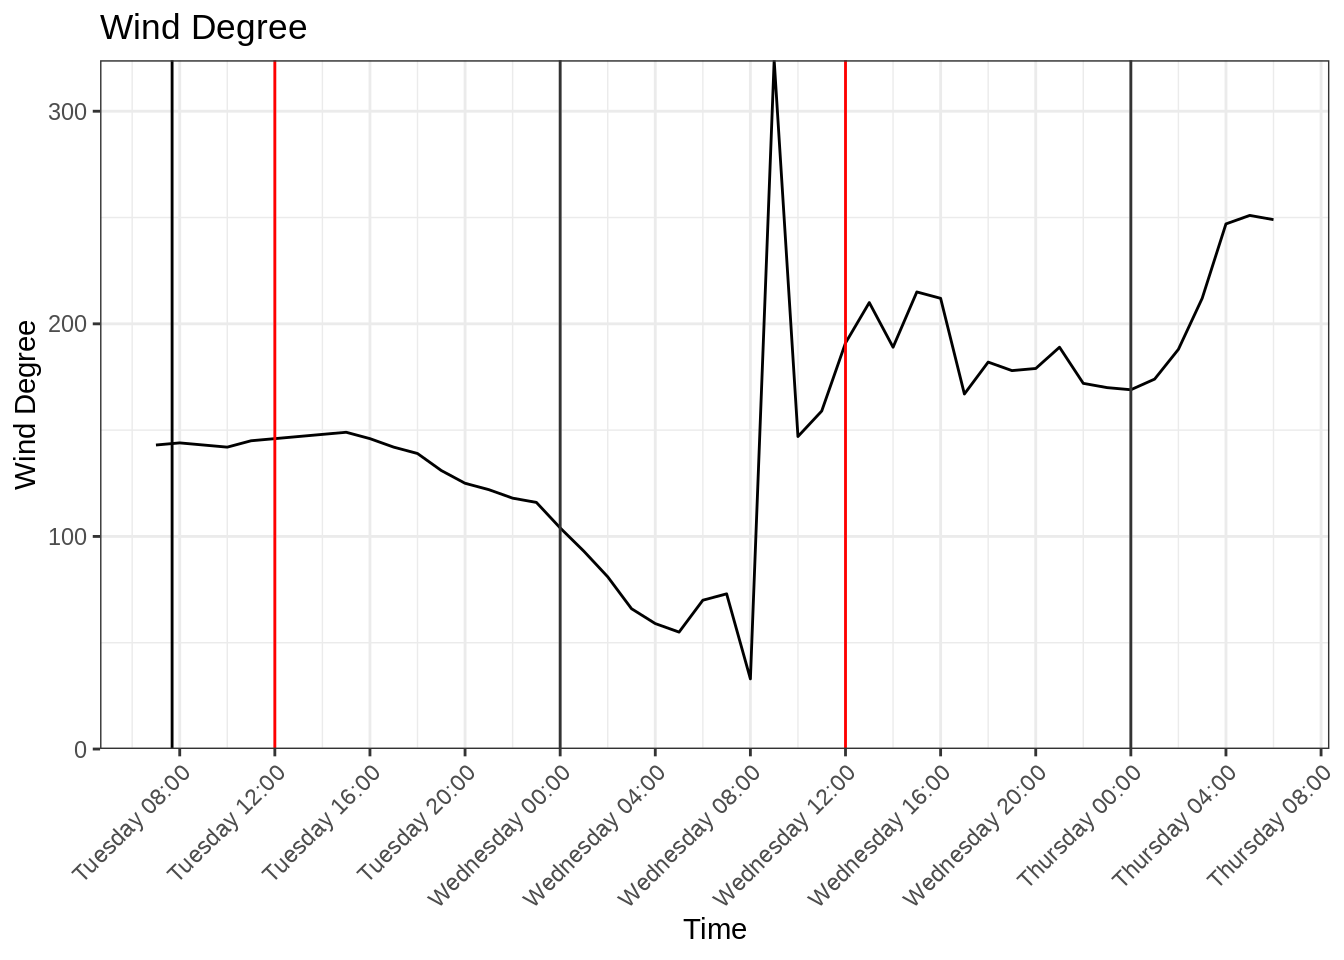 Wind Degree
Wind Degree
300
200
100
0
Tuesday 08:00
Tuesday 12:00
Tuesday 16:00
Tuesday 20:00
Wednesday 00:00
Wednesday 04:00
Wednesday 08:00
Wednesday 12:00
Wednesday 16:00
Wednesday 20:00
Thursday 00:00
Thursday 04:00
Thursday 08:00
Time